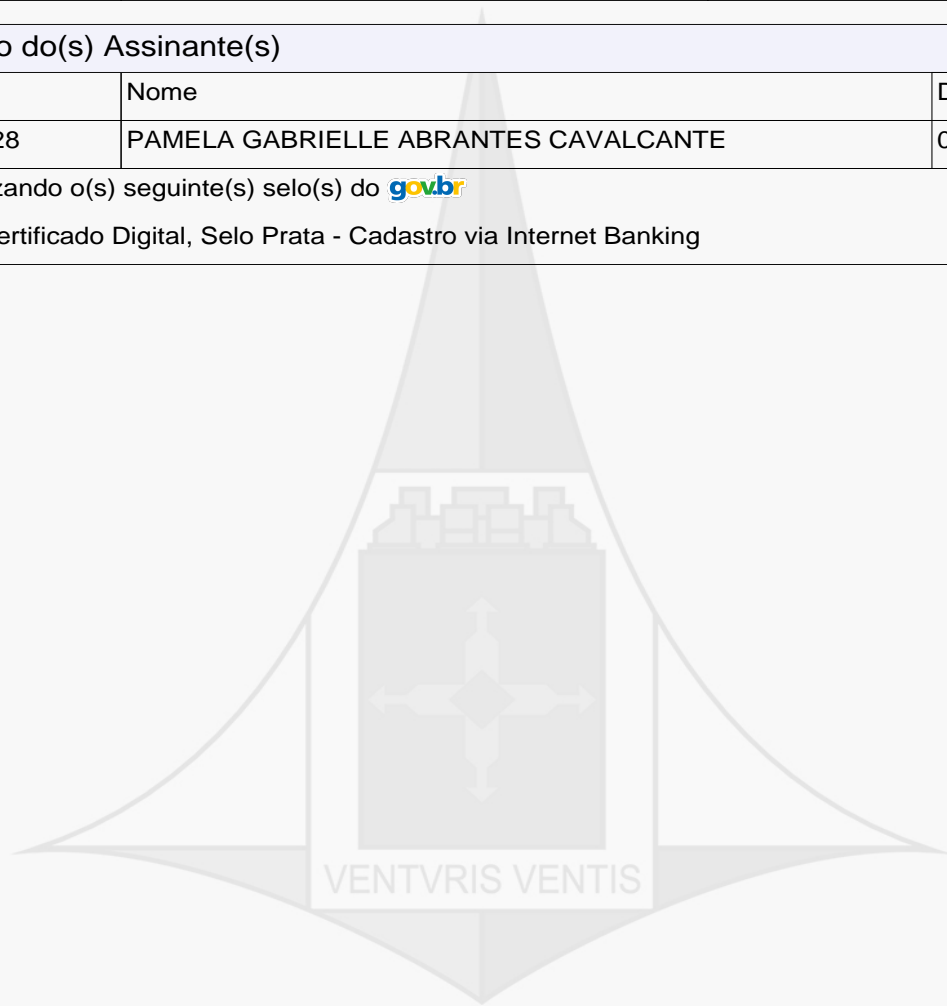 o do(s) Assinante(s)
Nome
28 PAMELA GABRIELLE ABRANTES CAVALCANTE
zando o(s) seguinte(s) selo(s) do gov.br
ertificado Digital, Selo Prata - Cadastro via Internet Banking
VENTVRIS VENTIS